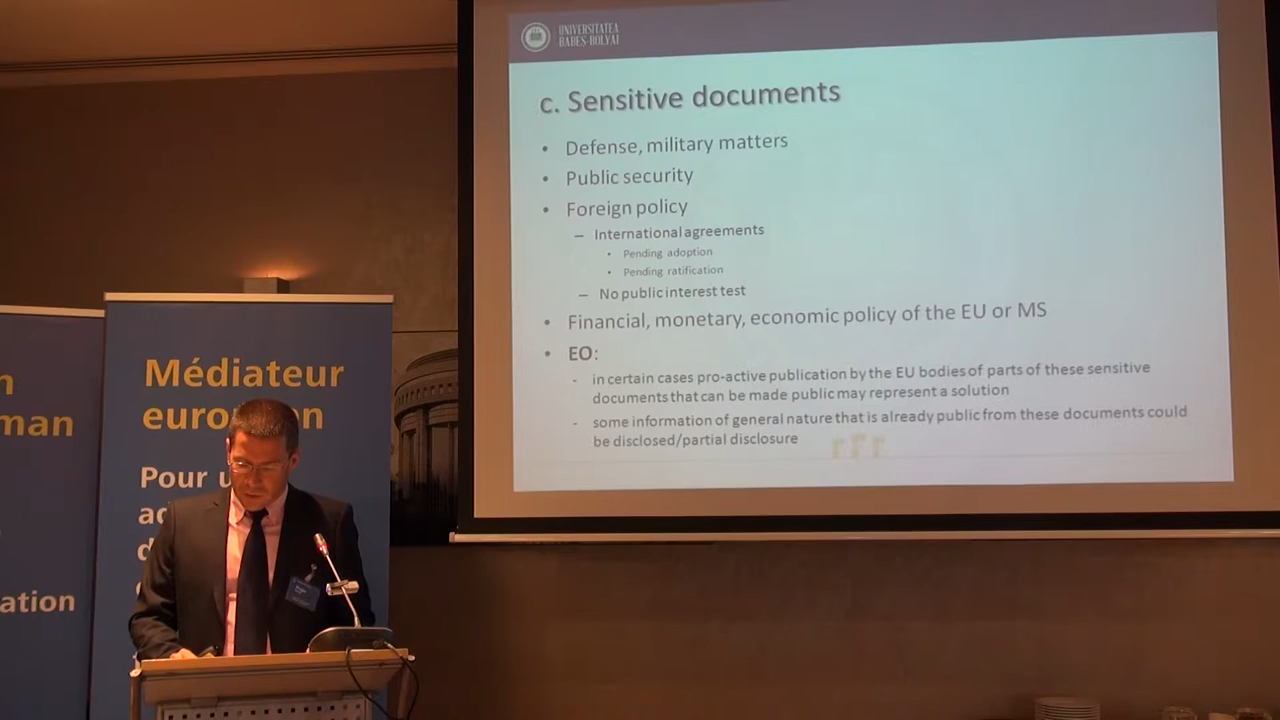 UNIVERSITATEA
BABEȘ-BOLYAI
c. Sensitive documents
• Defense, military matters
• Public security
• Foreign policy
– International agreements
• Pending adoption
• Pending ratification
– No public interest test
• Financial, monetary, economic policy of the EU or MS
• EO:
- in certain cases pro-active publication by the EU bodies of parts of these sensitive
documents that can be made public may represent a solution
- some information of general nature that is already public from these documents could
be disclosed/partial disclosure
n
man
ation
Médiateur
Pour u